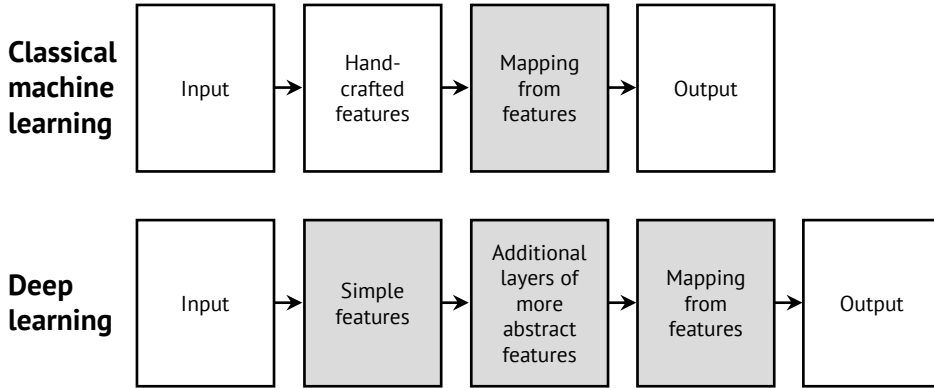 Classical
machine
learning
Input
Hand-
crafted
features
Mapping
from
features
Output
Deep
learning
Input
Simple
features
Additional
layers of
more
abstract
features
Mapping
from
features
Output